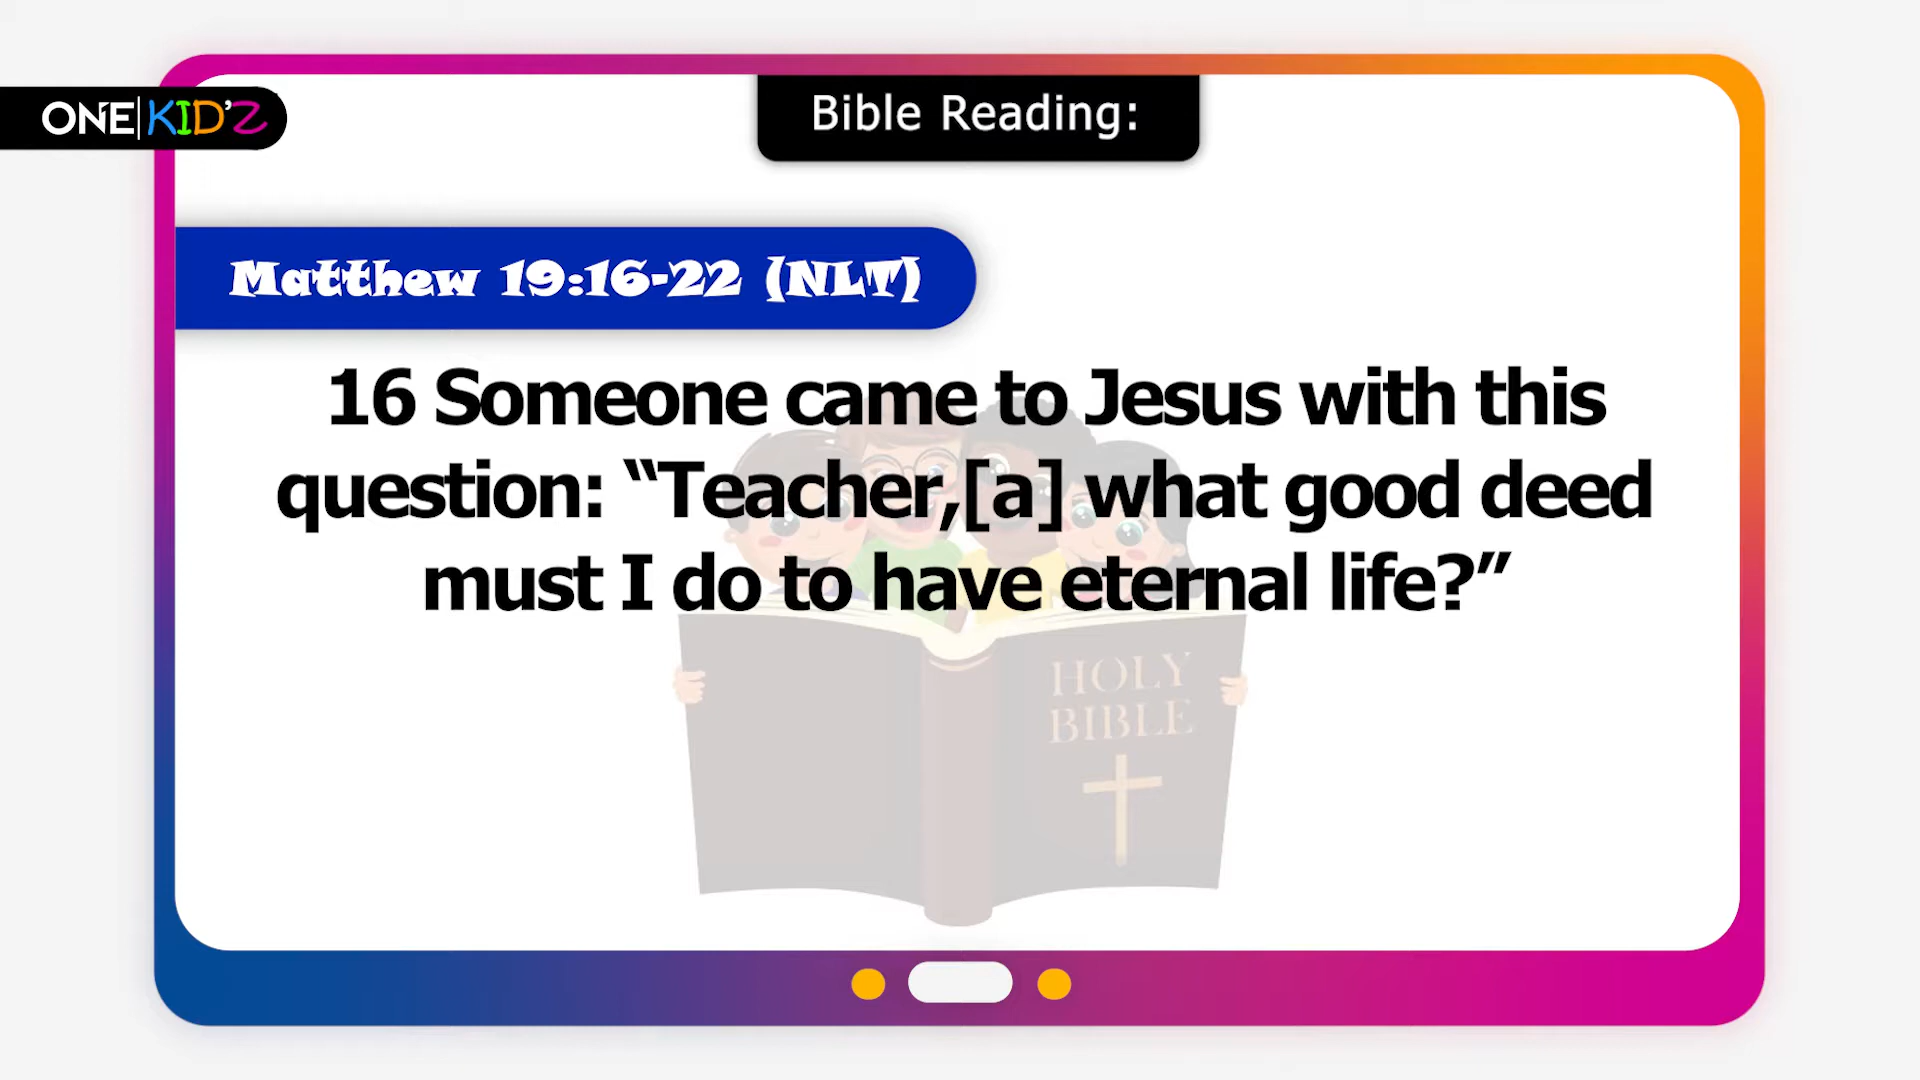 ONE|KID'Z
Bible Reading:
Matthew 19:16-22 (NLT)
16 Someone came to Jesus with this
question: “Teacher,[a] what good deed
must I do to have eternal life?”
HOLY
BIBLE